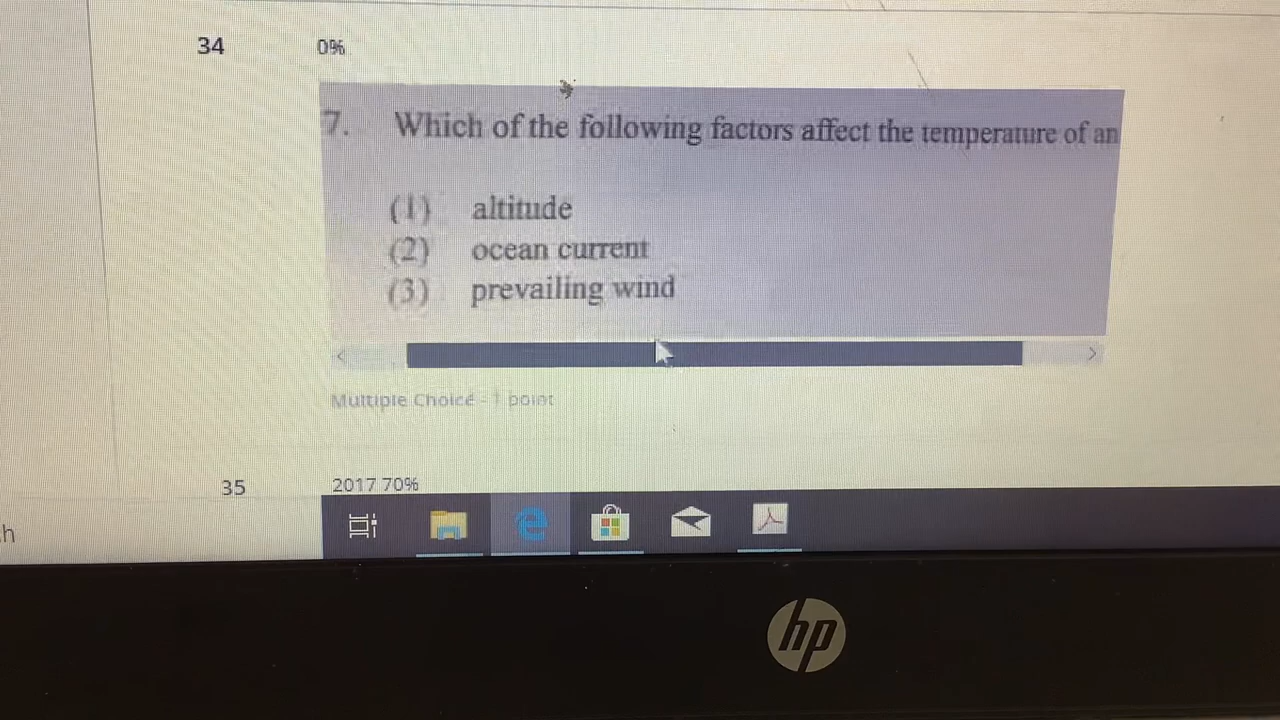 34 0%
7. Which of the following factors affect the temperature of an
(1) altitude
(2) ocean current
(3) prevailing wind
Multiple Choice - 1 point
35 2017 70%
h
hp